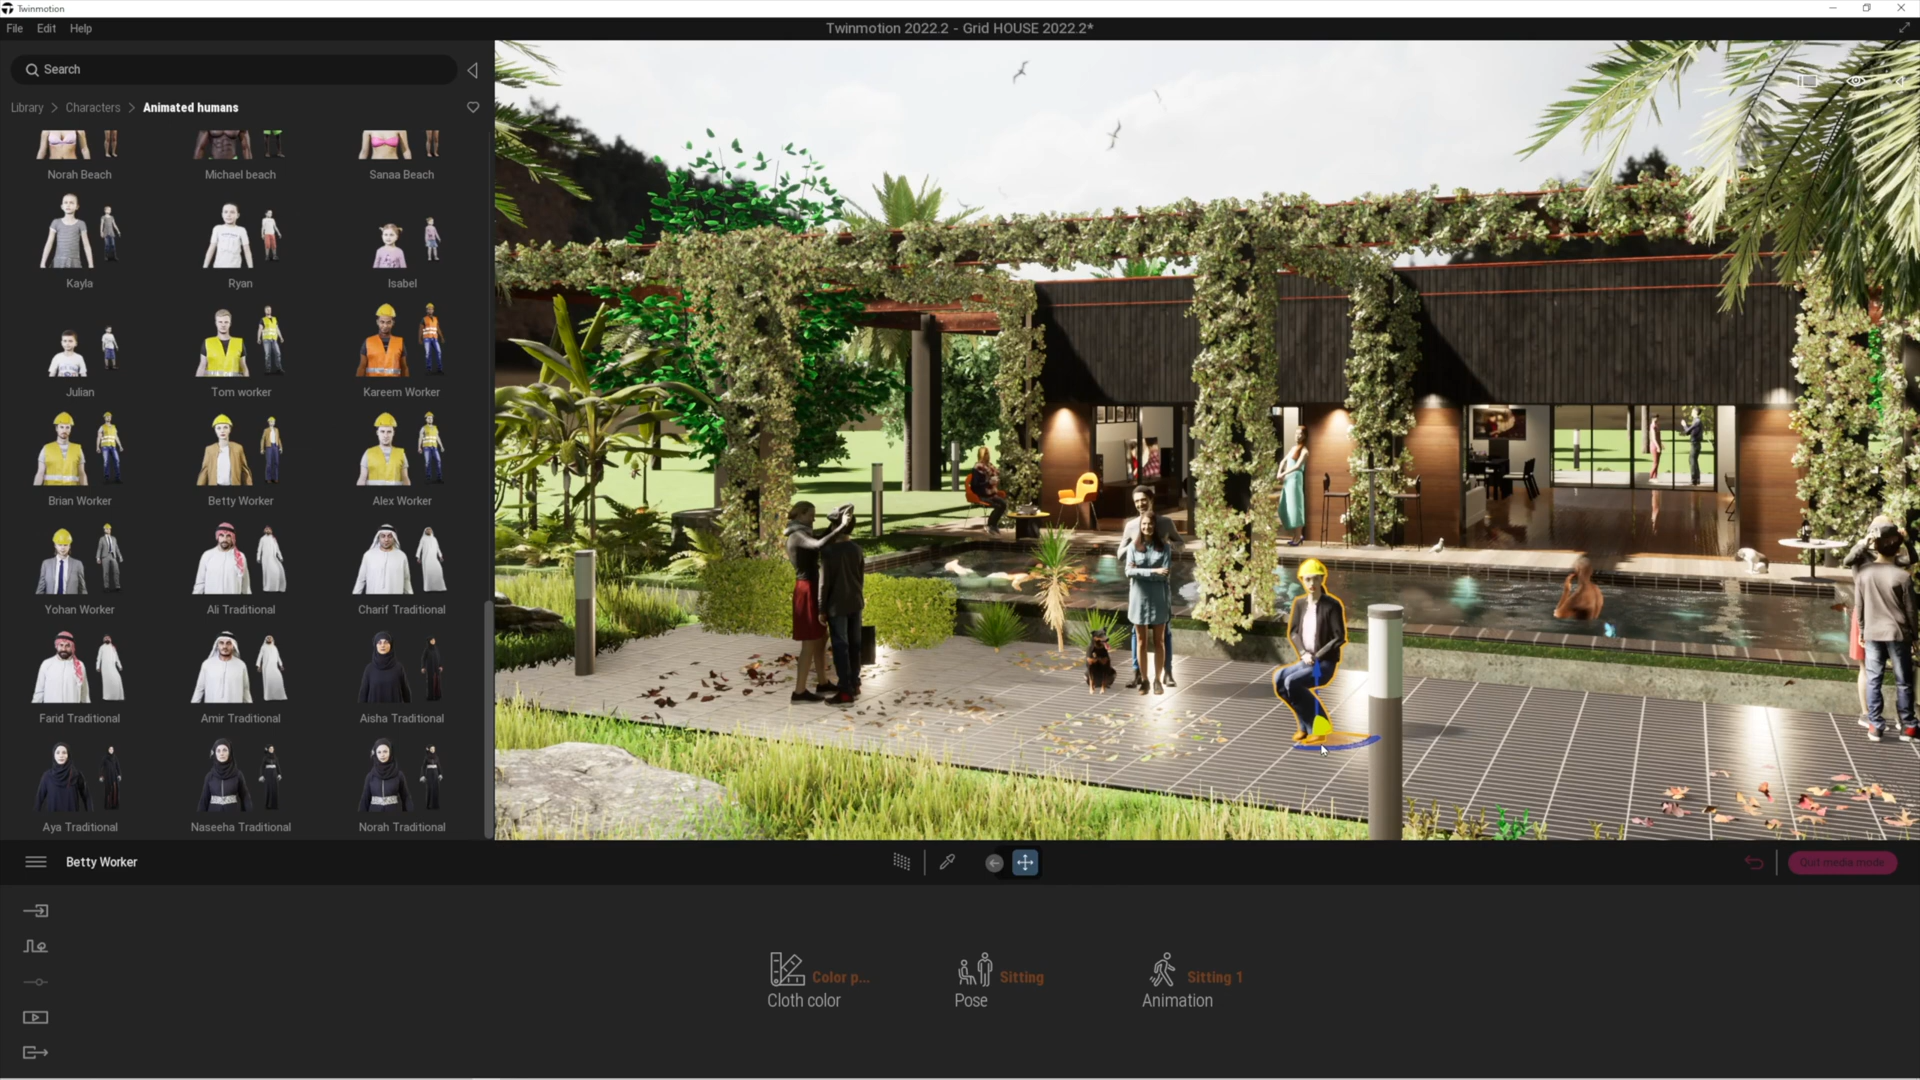 Twinmotion
File Edit Help
Twinmotion 2022.2 - Grid HOUSE 2022.2*
Search
Library > Characters > Animated humans
Norah Beach Michael beach Sanaa Beach
Kayla Ryan Isabel
Julian Tom worker Kareem Worker
Brian Worker Betty Worker Alex Worker
Yohan Worker Ali Traditional Charif Traditional
Farid Traditional Amir Traditional Aisha Traditional
Aya Traditional Naseeha Traditional Norah Traditional
Betty Worker
Quit media mode
Color p... Sitting Sitting 1
Cloth color Pose Animation